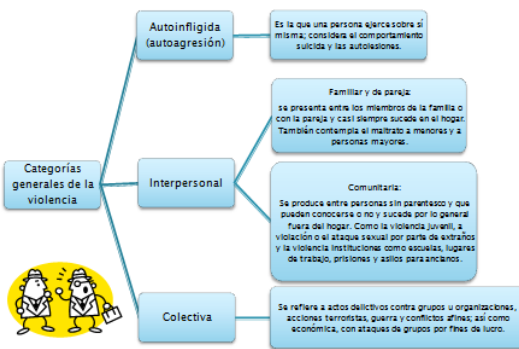 Autoinfligida
(autoagresión)
Es la que una persona ejerce sobre sí
misma; considera el comportamiento
suicida y las autolesiones.
Familiar y de pareja:
se presenta entre los miembros de la familia o
con la pareja y casi siempre sucede en el hogar.
También contempla el maltrato a menores y a
personas mayores.
Categorías
generales de la
violencia
Interpersonal
Comunitaria:
Se produce entre personas sin parentesco y que
pueden conocerse o no y sucede por lo general
fuera del hogar. Como la violencia juvenil, a
violación o el ataque sexual por parte de extraños
y la violencia instituciones como escuelas, lugares
de trabajo, prisiones y asilos para ancianos.
Colectiva
Se refiere a actos delictivos contra grupos u organizaciones,
acciones terroristas, guerra y conflictos afines; así como
económica, con ataques de grupos por fines de lucro.